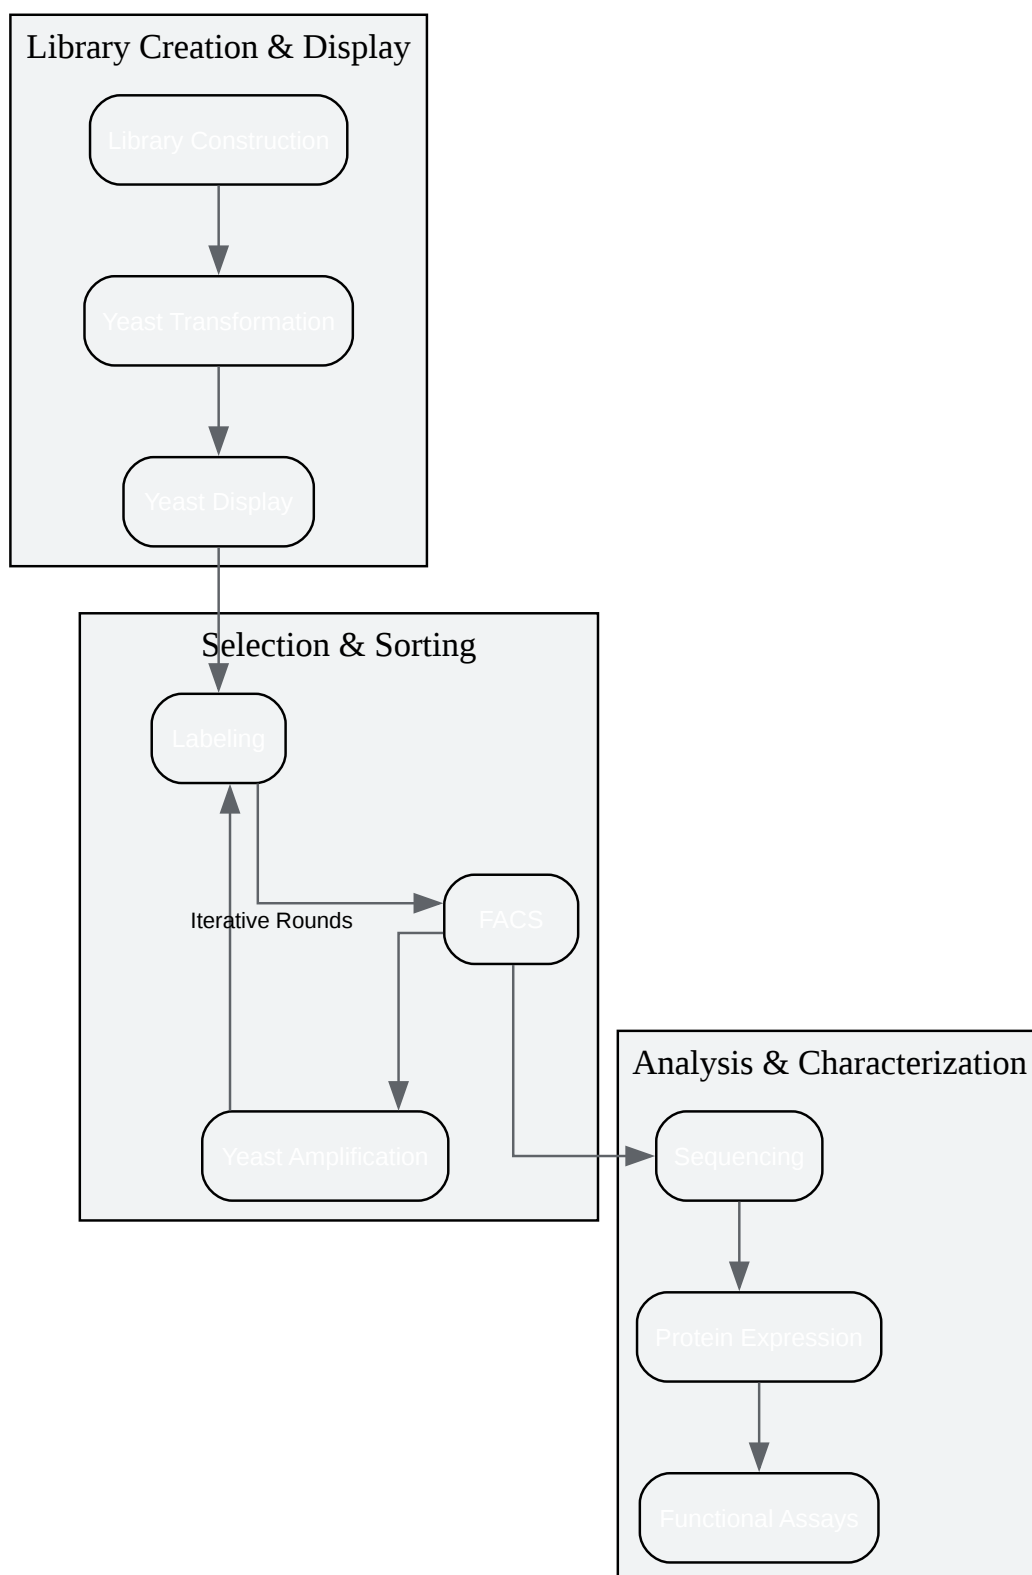 Library Creation & Display
Library Construction
Yeast Transformation
Yeast Display
Selection & Sorting
Labeling
FACS
Iterative Rounds
Yeast Amplification
Analysis & Characterization
Sequencing
Protein Expression
Functional Assays